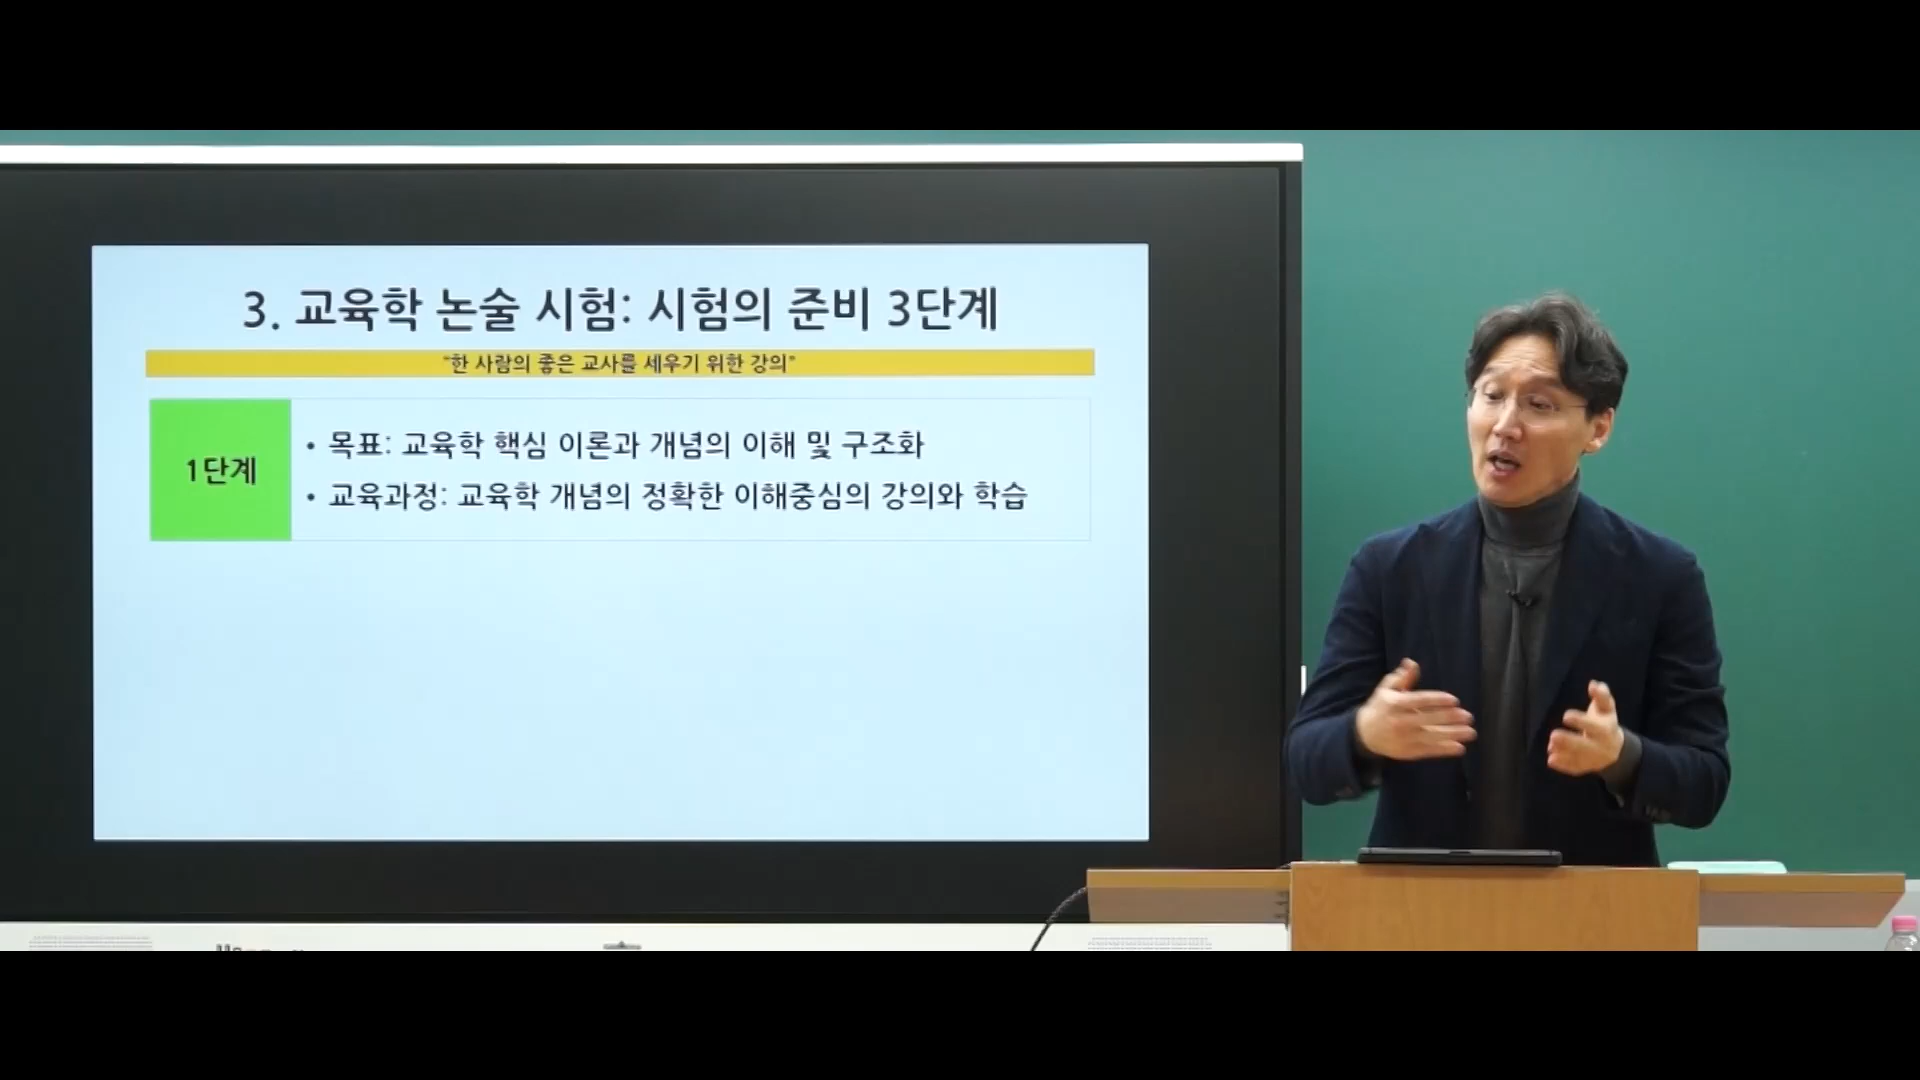 3. 교육학 논술 시험: 시험의 준비 3단계
"한 사람의 좋은 교사를 세우기 위한 강의"
1단계
• 목표: 교육학 핵심 이론과 개념의 이해 및 구조화
• 교육과정: 교육학 개념의 정확한 이해중심의 강의와 학습